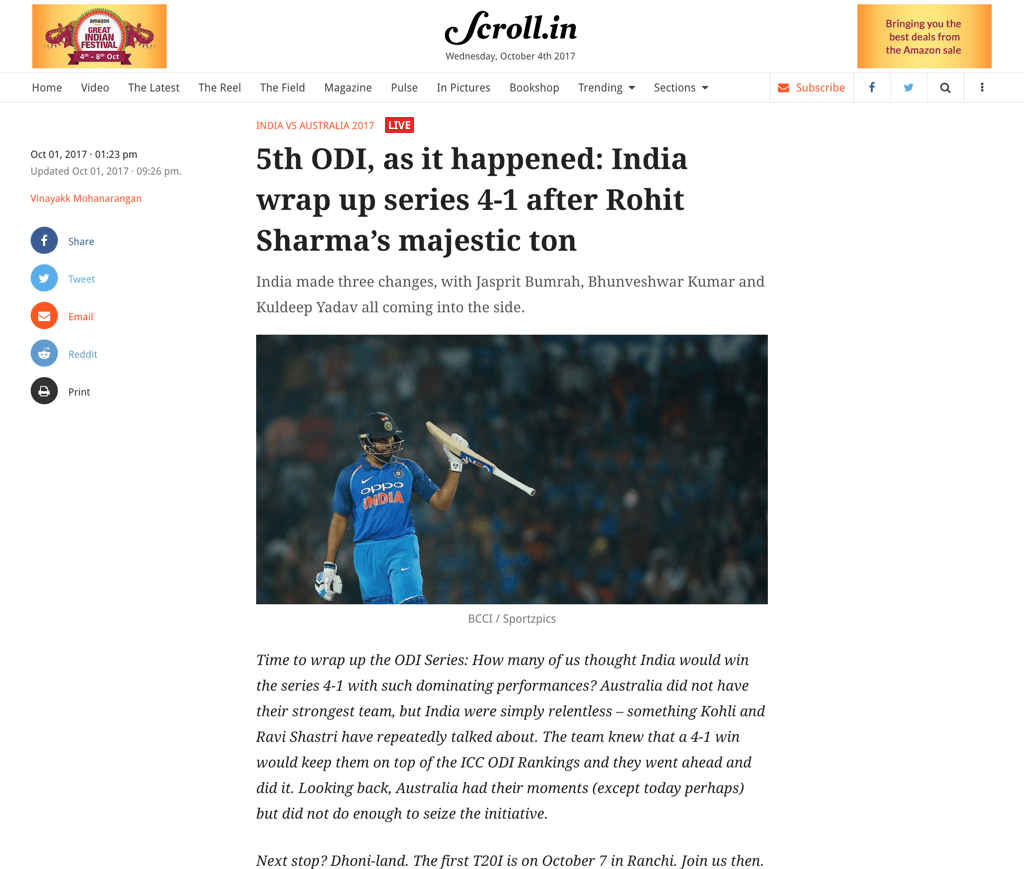 amazon
GREAT
INDIAN
FESTIVAL
4th - 8th Oct
Scroll.in
Wednesday, October 4th 2017
Bringing you the
best deals from
the Amazon sale
Home Video The Latest The Reel The Field Magazine Pulse In Pictures Bookshop Trending Sections Subscribe
INDIA VS AUSTRALIA 2017 LIVE
5th ODI, as it happened: India
wrap up series 4-1 after Rohit
Sharma’s majestic ton
Oct 01, 2017 · 01:23 pm
Updated Oct 01, 2017 · 09:26 pm.
Vinayakk Mohanarangan
Share
Tweet
Email
Reddit
Print
India made three changes, with Jasprit Bumrah, Bhunveshwar Kumar and
Kuldeep Yadav all coming into the side.
oppo
INDIA
BCCI / Sportzpics
Time to wrap up the ODI Series: How many of us thought India would win
the series 4-1 with such dominating performances? Australia did not have
their strongest team, but India were simply relentless – something Kohli and
Ravi Shastri have repeatedly talked about. The team knew that a 4-1 win
would keep them on top of the ICC ODI Rankings and they went ahead and
did it. Looking back, Australia had their moments (except today perhaps)
but did not do enough to seize the initiative.
Next stop? Dhoni-land. The first T20I is on October 7 in Ranchi. Join us then.